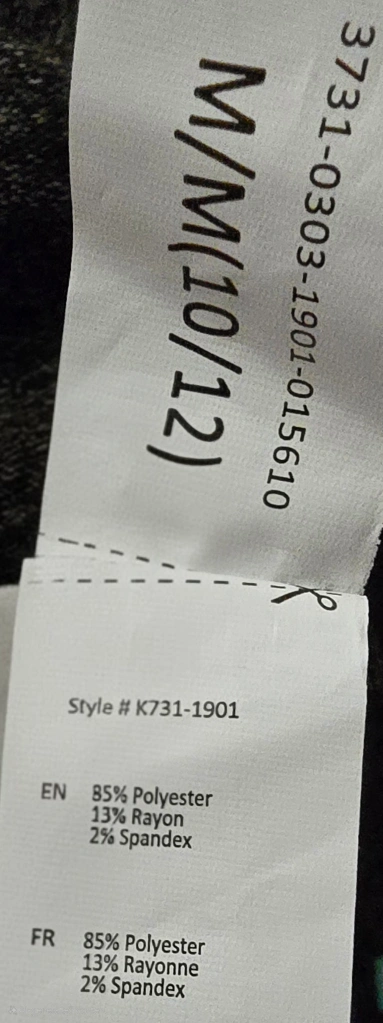 3731-0303-1901-015610
M/M(10/12)
Style # K731-1901
EN 85% Polyester
13% Rayon
2% Spandex
FR 85% Polyester
13% Rayonne
2% Spandex